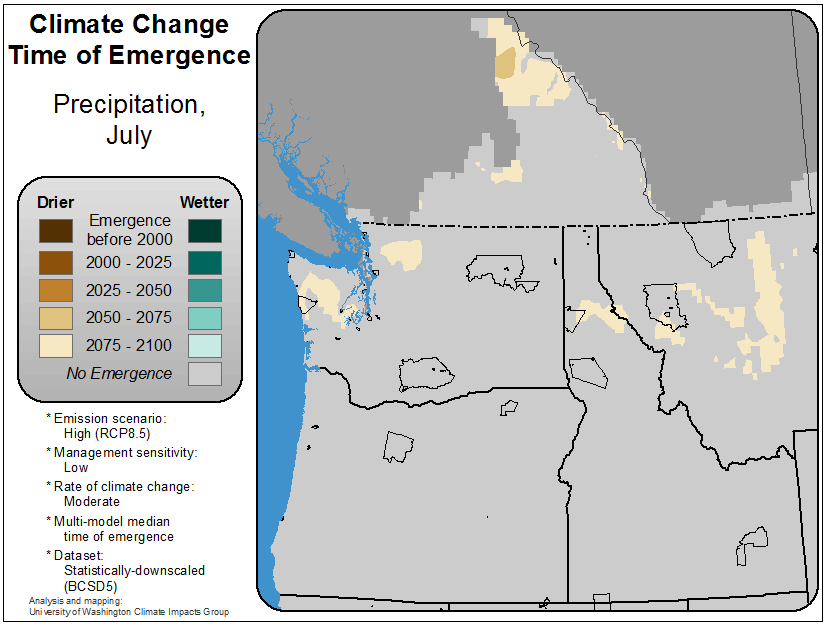 Climate Change
Time of Emergence
Precipitation,
July
Drier Wetter
Emergence
before 2000
2000 - 2025
2025 - 2050
2050 - 2075
2075 - 2100
No Emergence
* Emission scenario:
High (RCP8.5)
* Management sensitivity:
Low
* Rate of climate change:
Moderate
* Multi-model median
time of emergence
* Dataset:
Statistically-downscaled
(BCSD5)
Analysis and mapping:
University of Washington Climate Impacts Group